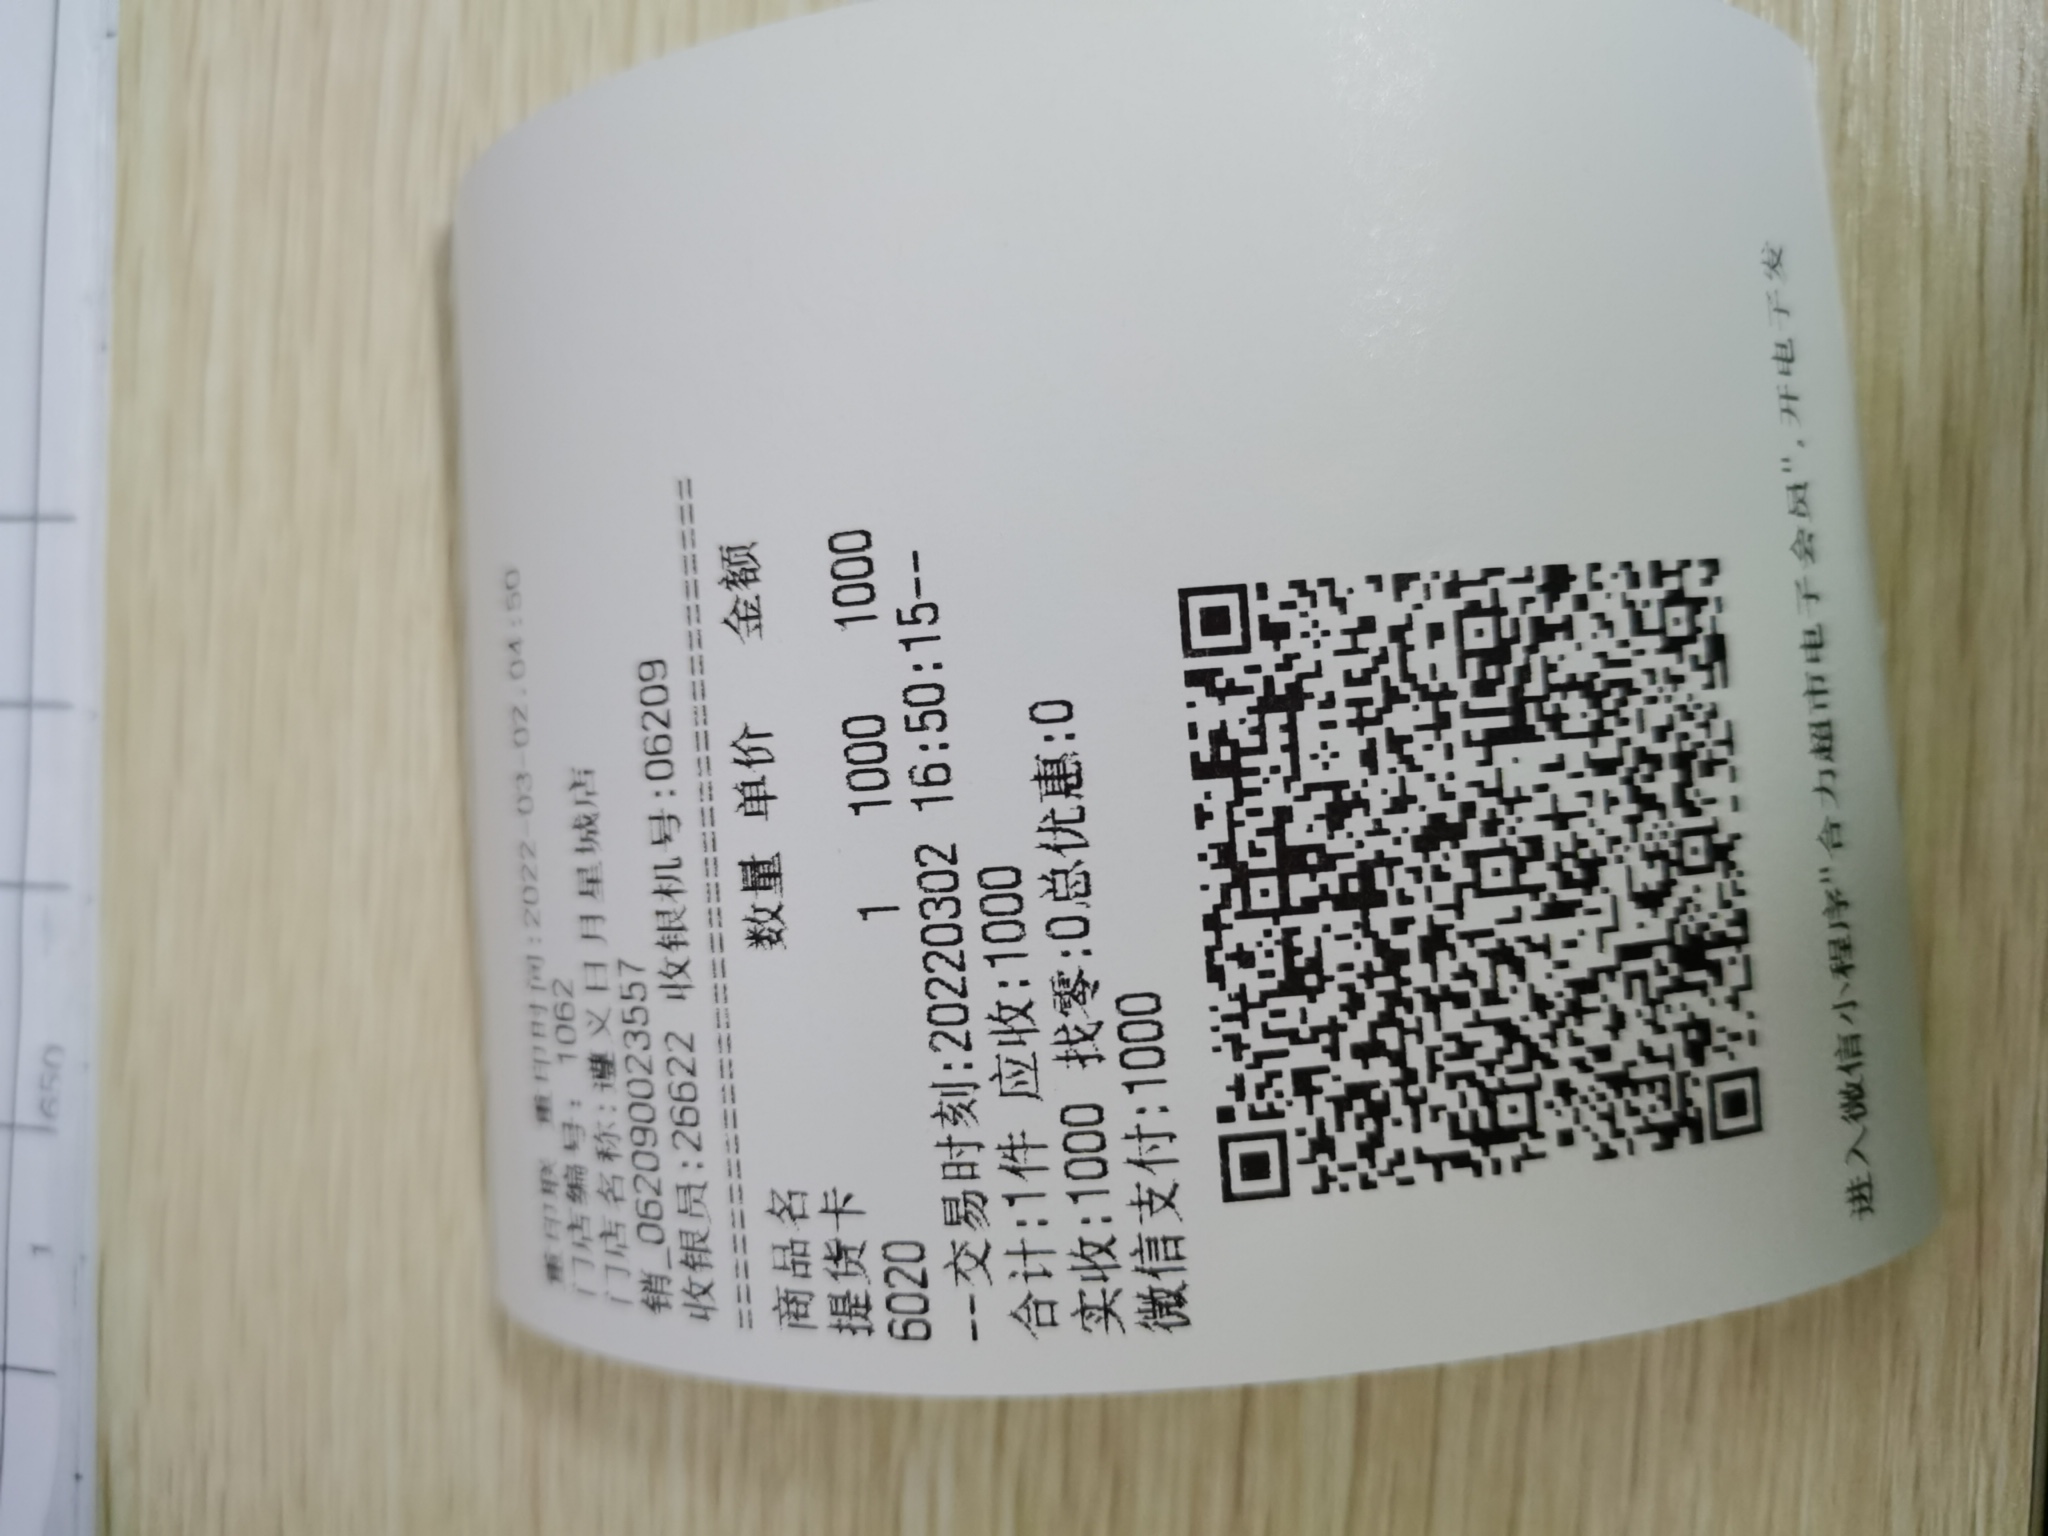 重印联 重印时间:2022-03-02.04:50
门店编号: 1062
门店名称:遵义日月星城店
销_0620900023557
收银员:26622 收银机号:06209
========================================
商品名 数量 单价 金额
提货卡
6020 1 1000 1000
--交易时刻:20220302 16:50:15--
合计:1件 应收:1000
实收:1000 找零:0总优惠:0
微信支付:1000
进入微信小程序"合力超市电子会员",开电子发
650
1